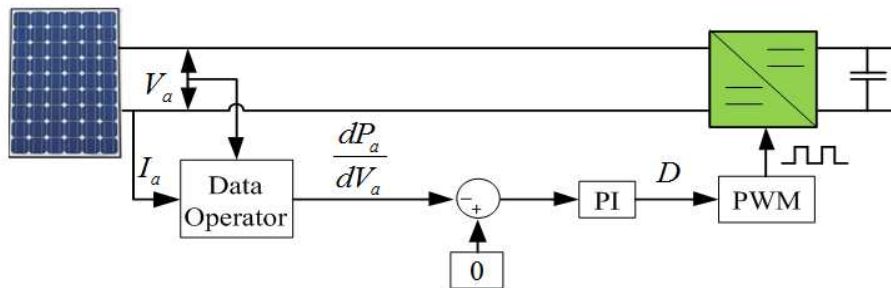 V_a
I_a
Data
Operator
dP_a
dV_a
−
+
0
PI
D
PWM